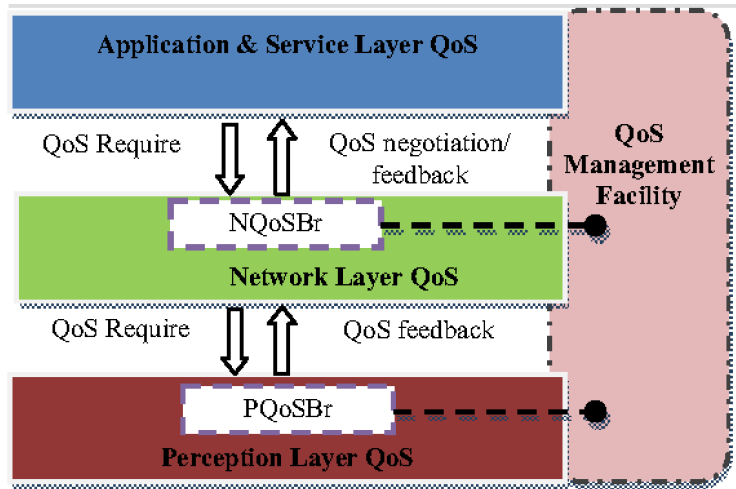 Application & Service Layer QoS
QoS Require
QoS negotiation/
feedback
QoS
Management
Facility
NQoSBr
Network Layer QoS
QoS Require
QoS feedback
PQoSBr
Perception Layer QoS